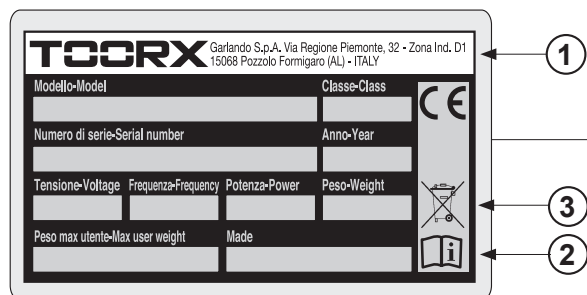 TOORX Garlando S.p.A. Via Regione Piemonte, 32 - Zona Ind. D1
15068 Pozzolo Formigaro (AL) - ITALY
1
Modello-Model Classe-Class
CE
Numero di serie-Serial number Anno-Year
Tensione-Voltage Frequenza-Frequency Potenza-Power Peso-Weight
3
Peso max utente-Max user weight Made
i
2